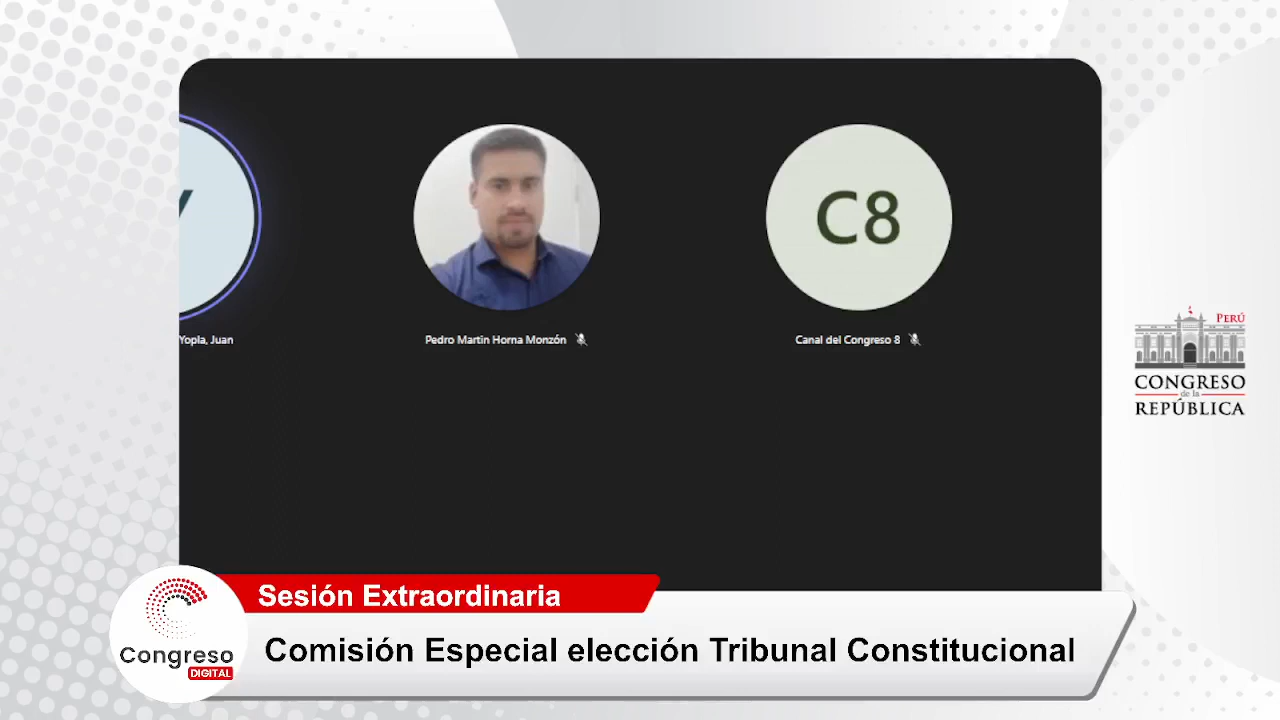 C8
Yopla, Juan
Pedro Martin Horna Monzón
Canal del Congreso 8
PERÚ
CONGRESO
de la
REPÚBLICA
Sesión Extraordinaria
Comisión Especial elección Tribunal Constitucional
Congreso
DIGITAL